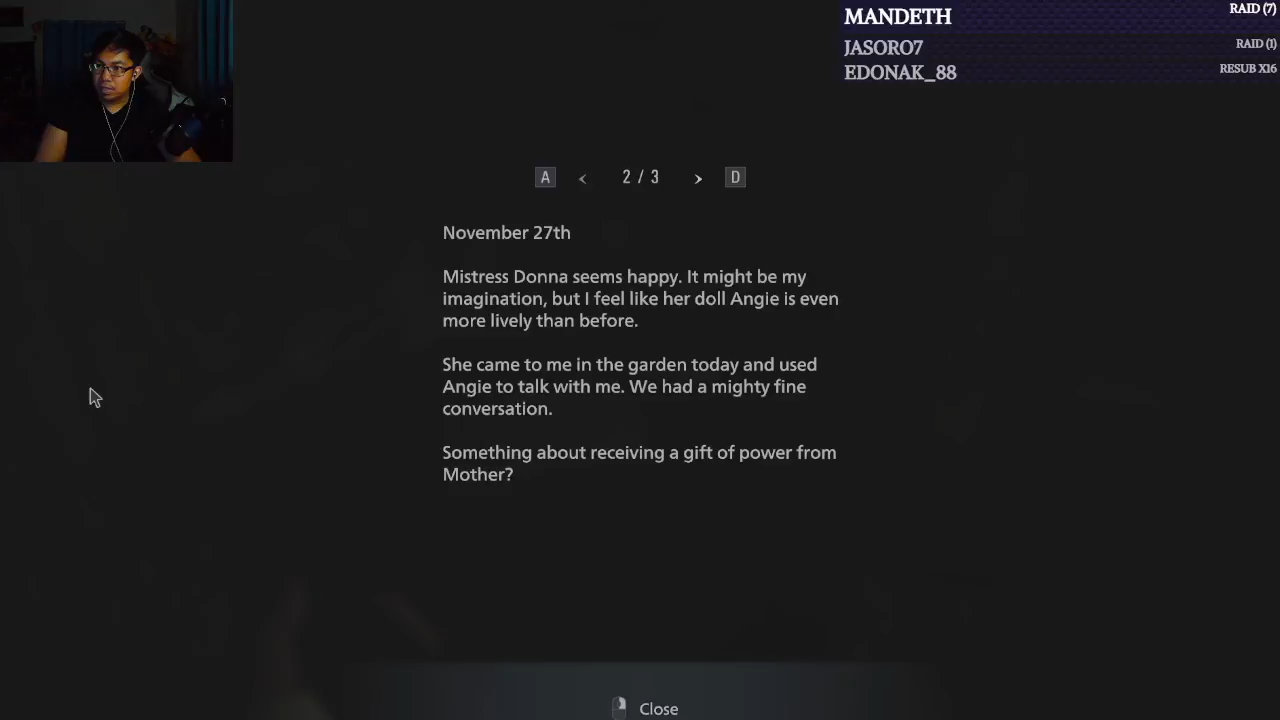 MANDETH RAID (7)
JASORO7 RAID (1)
EDONAK_88 RESUB X16
A < 2 / 3 > D
November 27th
Mistress Donna seems happy. It might be my
imagination, but I feel like her doll Angie is even
more lively than before.
She came to me in the garden today and used
Angie to talk with me. We had a mighty fine
conversation.
Something about receiving a gift of power from
Mother?
Close